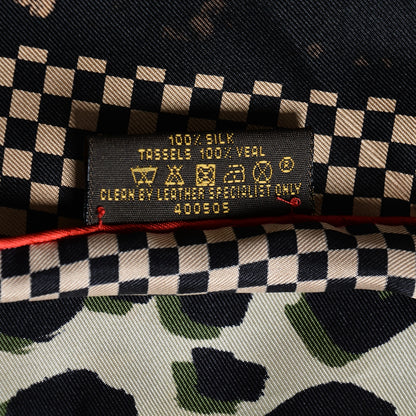 100% SILK
TASSELS 100% VEAL
CLEAN BY LEATHER SPECIALIST ONLY
400505